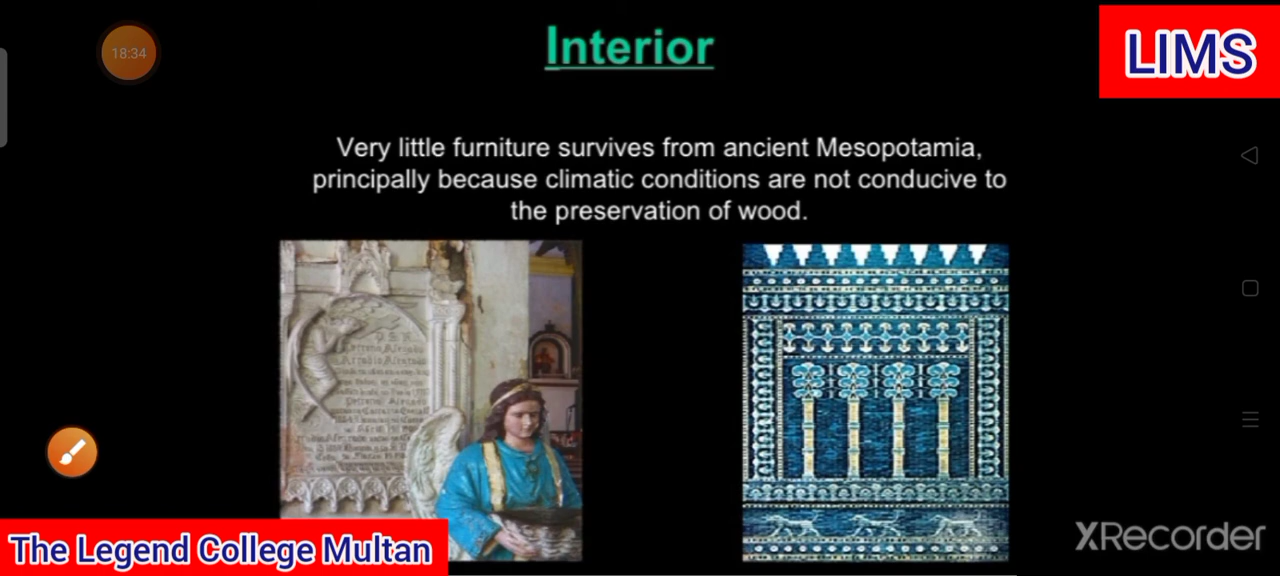 18:34
Interior
LIMS
Very little furniture survives from ancient Mesopotamia,
principally because climatic conditions are not conducive to
the preservation of wood.
The Legend College Multan
XRecorder